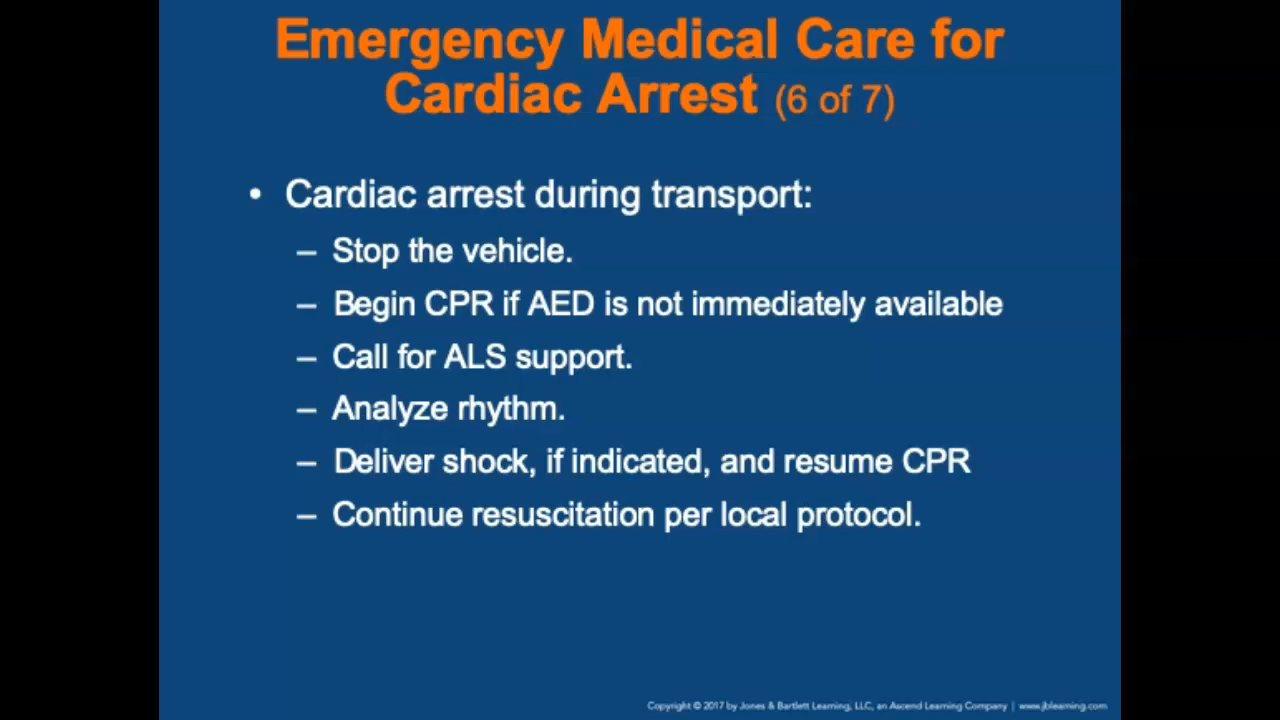 Emergency Medical Care for
Cardiac Arrest (6 of 7)
• Cardiac arrest during transport:
– Stop the vehicle.
– Begin CPR if AED is not immediately available
– Call for ALS support.
– Analyze rhythm.
– Deliver shock, if indicated, and resume CPR
– Continue resuscitation per local protocol.
Copyright © 2017 by Jones & Bartlett Learning, LLC, an Ascend Learning Company | www.jblearning.com